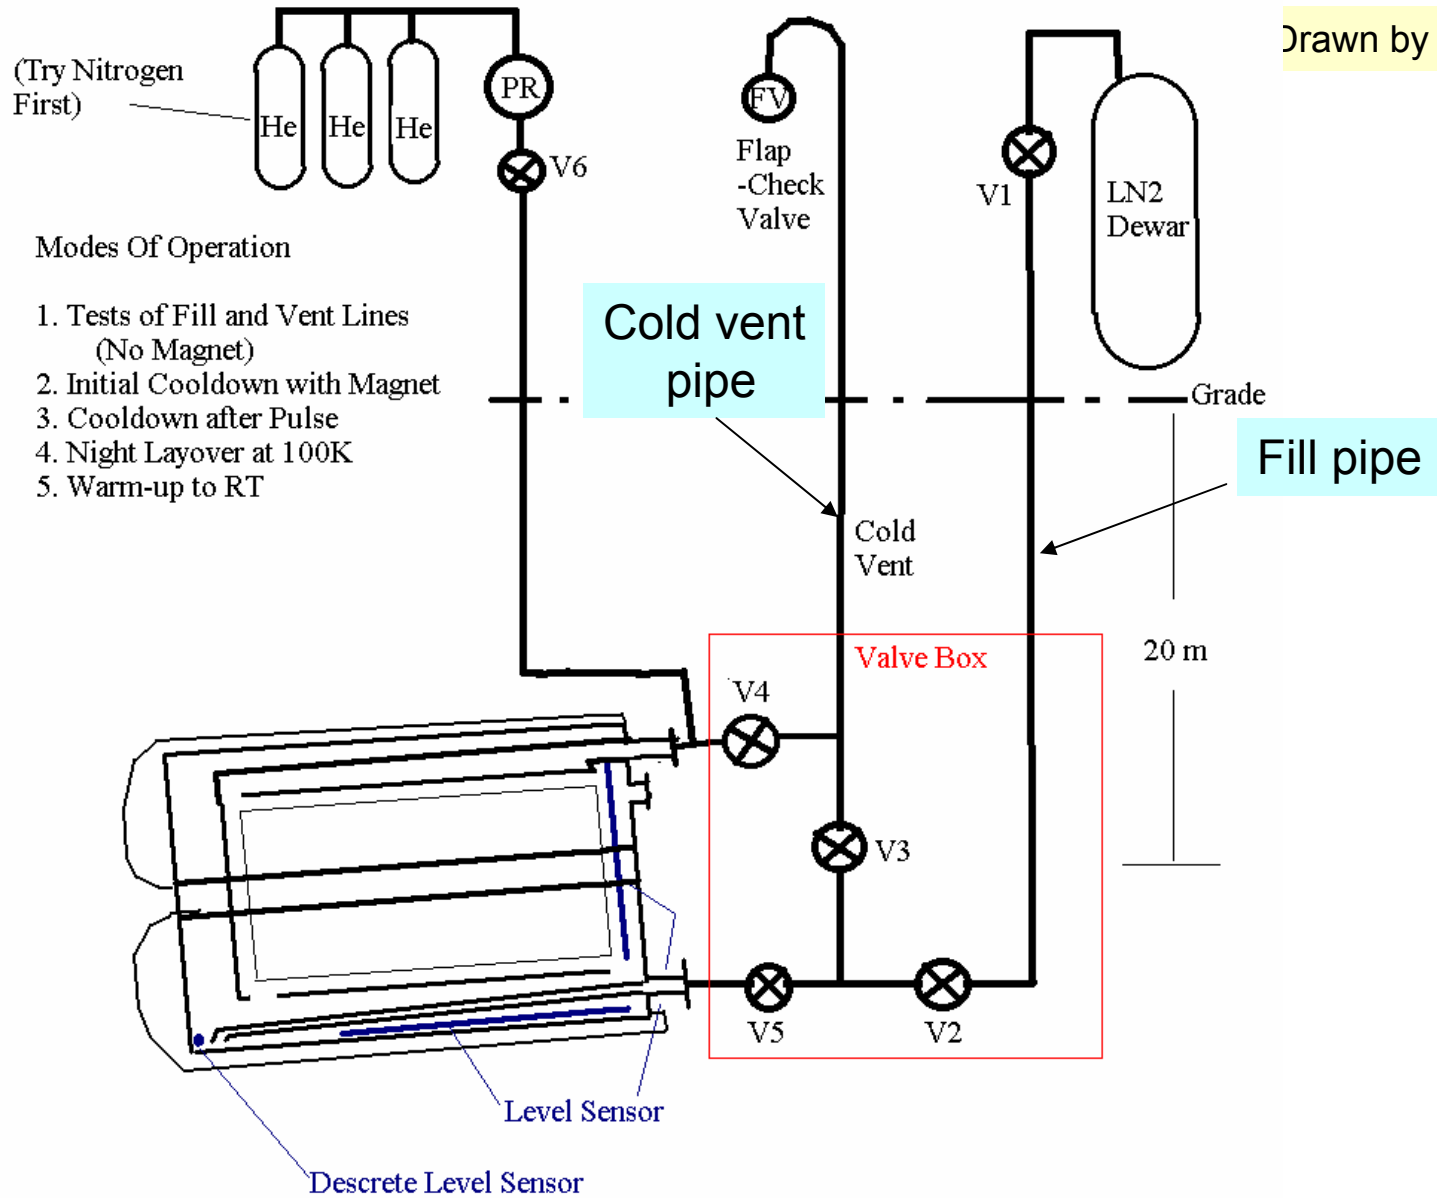 Drawn by
(Try Nitrogen
First)
He
He
He
PR
V6
FV
Flap
-Check
Valve
V1
LN2
Dewar
Modes Of Operation
1. Tests of Fill and Vent Lines
(No Magnet)
2. Initial Cooldown with Magnet
3. Cooldown after Pulse
4. Night Layover at 100K
5. Warm-up to RT
Cold vent
pipe
Grade
Fill pipe
Cold
Vent
20 m
Valve Box
V4
V3
V5
V2
Level Sensor
Descrete Level Sensor